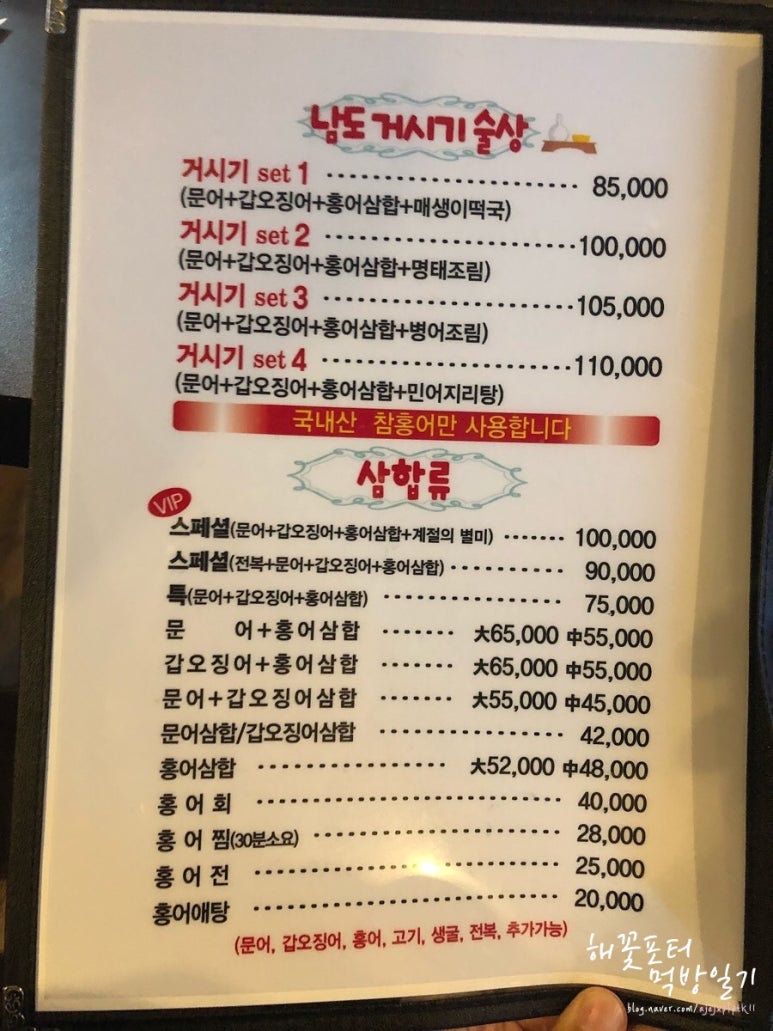 남도 거시기 술상
거시기 set 1 ........................ 85,000
(문어+갑오징어+홍어삼합+매생이떡국)
거시기 set 2 ........................ 100,000
(문어+갑오징어+홍어삼합+명태조림)
거시기 set 3 ........................ 105,000
(문어+갑오징어+홍어삼합+병어조림)
거시기 set 4 ........................ 110,000
(문어+갑오징어+홍어삼합+민어지리탕)
국내산 참홍어만 사용합니다
삼합류
VIP
스페셜(문어+갑오징어+홍어삼합+계절의 별미) ....... 100,000
스페셜(전복+문어+갑오징어+홍어삼합) .......... 90,000
특(문어+갑오징어+홍어삼합) ................ 75,000
문 어+홍어삼합 ....... 大65,000 中55,000
갑오징어+홍어삼합 ....... 大65,000 中55,000
문어+갑오징어삼합 ....... 大55,000 中45,000
문어삼합/갑오징어삼합 ................ 42,000
홍어삼합 .................. 大52,000 中48,000
홍 어 회 ............................ 40,000
홍 어 찜(30분소요) ........................ 28,000
홍 어 전 ............................ 25,000
홍어애탕 ............................ 20,000
(문어, 갑오징어, 홍어, 고기, 생굴, 전복, 추가가능)
해꽃포터
먹방일기